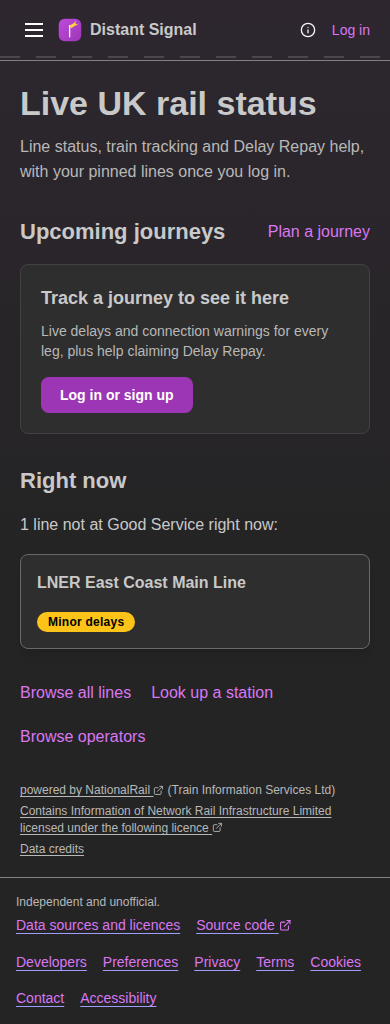 Distant Signal
Log in
Live UK rail status
Line status, train tracking and Delay Repay help,
with your pinned lines once you log in.
Upcoming journeys
Plan a journey
Track a journey to see it here
Live delays and connection warnings for every
leg, plus help claiming Delay Repay.
Log in or sign up
Right now
1 line not at Good Service right now:
LNER East Coast Main Line
Minor delays
Browse all lines
Look up a station
Browse operators
powered by NationalRail (Train Information Services Ltd)
Contains Information of Network Rail Infrastructure Limited
licensed under the following licence
Data credits
Independent and unofficial.
Data sources and licences
Source code
Developers
Preferences
Privacy
Terms
Cookies
Contact
Accessibility